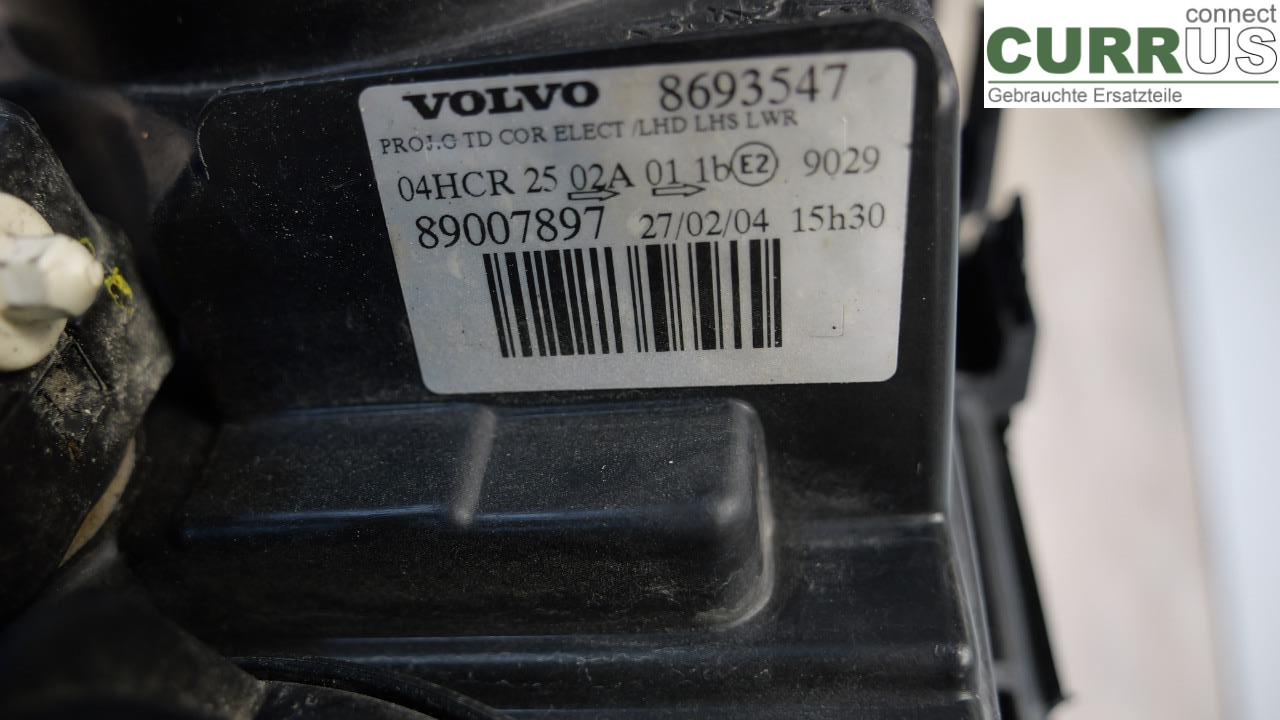 connect
CURRUS
Gebrauchte Ersatzteile
VOLVO 8693547
PROJ.G TD COR ELECT /LHD LHS LWR
04HCR 25 02A 01 1b E2 9029
89007897 27/02/04 15h30